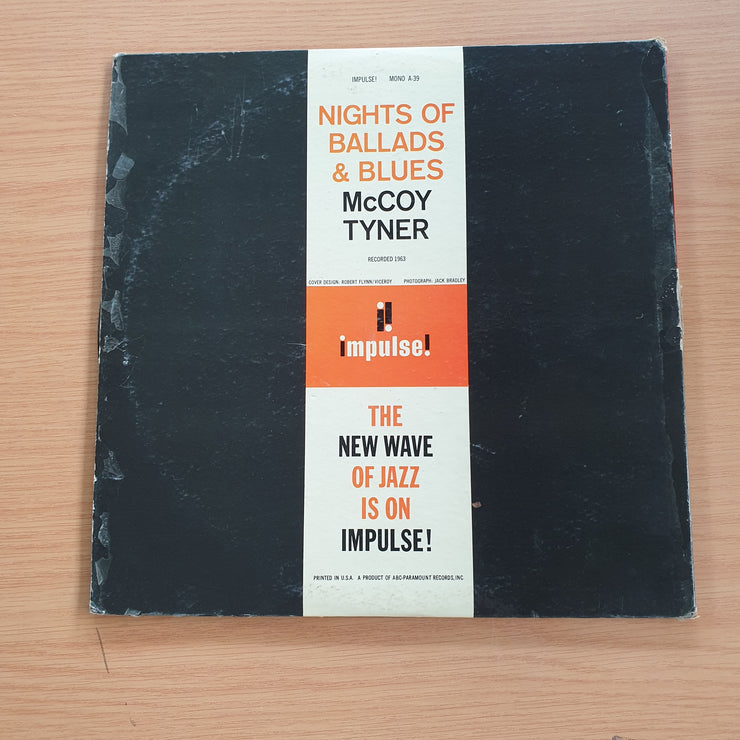 IMPULSE! MONO A-39
NIGHTS OF
BALLADS
& BLUES
McCOY
TYNER
RECORDED 1963
COVER DESIGN: ROBERT FLYNN/VICEROY PHOTOGRAPH: JACK BRADLEY
impulse!
THE
NEW WAVE
OF JAZZ
IS ON
IMPULSE!
PRINTED IN U.S.A. A PRODUCT OF ABC-PARAMOUNT RECORDS, INC.